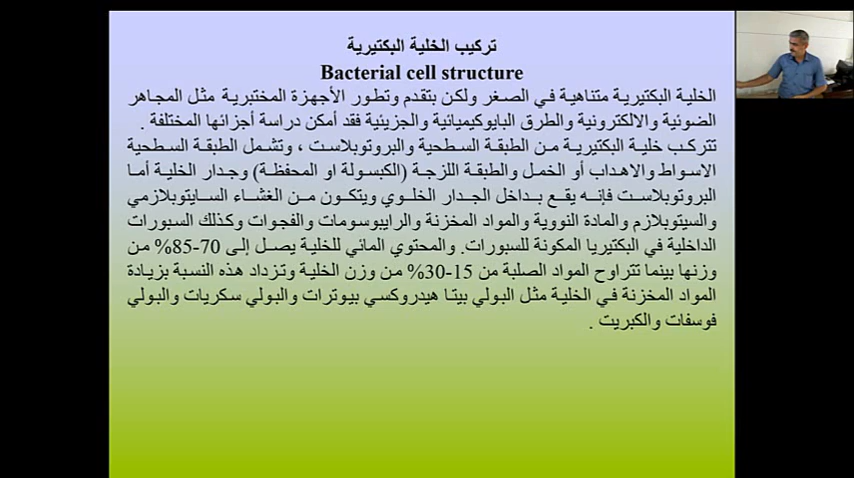 تركيب الخلية البكتيرية
Bacterial cell structure
الخلية البكتيرية متناهية في الصغر ولكن بتقدم وتطور الأجهزة المختبرية مثل المجاهر
الضوئية والالكترونية والطرق البايوكيميائية والجزيئية فقد أمكن دراسة أجزائها المختلفة .
تتركب خلية البكتيرية من الطبقة السطحية والبروتوبلاست ، وتشمل الطبقة السطحية
الاسواط والاهداب أو الخمل والطبقة اللزجة (الكبسولة او المحفظة) وجدار الخلية أما
البروتوبلاست فإنه يقع بداخل الجدار الخلوي ويتكون من الغشاء السايتوبلازمي
والسيتوبلازم والمادة النووية والمواد المخزنة والرايبوسومات والفجوات وكذلك السبورات
الداخلية في البكتيريا المكونة للسبورات. والمحتوي المائي للخلية يصل إلى 70-85% من
وزنها بينما تتراوح المواد الصلبة من 15-30% من وزن الخلية وتزداد هذه النسبة بزيادة
المواد المخزنة في الخلية مثل البولي بيتا هيدروكسي بيوترات والبولي سكريات والبولي
فوسفات والكبريت .